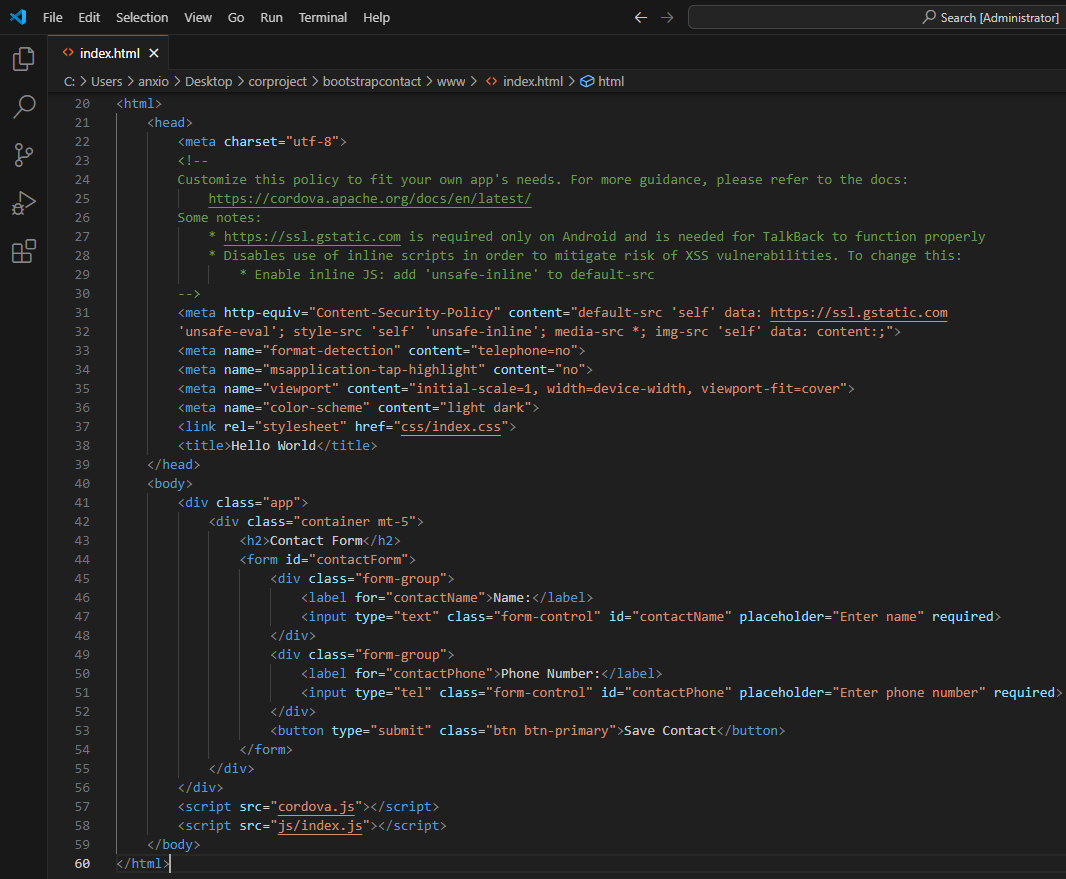 File Edit Selection View Go Run Terminal Help
Search [Administrator]
index.html
C: > Users > anxio > Desktop > corproject > bootstrapcontact > www > index.html > html
20 <html>
21 <head>
22 <meta charset="utf-8">
23 <!--
24 Customize this policy to fit your own app's needs. For more guidance, please refer to the docs:
25 https://cordova.apache.org/docs/en/latest/
26 Some notes:
27 * https://ssl.gstatic.com is required only on Android and is needed for TalkBack to function properly
28 * Disables use of inline scripts in order to mitigate risk of XSS vulnerabilities. To change this:
29 * Enable inline JS: add 'unsafe-inline' to default-src
30 -->
31 <meta http-equiv="Content-Security-Policy" content="default-src 'self' data: https://ssl.gstatic.com
32 'unsafe-eval'; style-src 'self' 'unsafe-inline'; media-src *; img-src 'self' data: content:;">
33 <meta name="format-detection" content="telephone=no">
34 <meta name="msapplication-tap-highlight" content="no">
35 <meta name="viewport" content="initial-scale=1, width=device-width, viewport-fit=cover">
36 <meta name="color-scheme" content="light dark">
37 <link rel="stylesheet" href="css/index.css">
38 <title>Hello World</title>
39 </head>
40 <body>
41 <div class="app">
42 <div class="container mt-5">
43 <h2>Contact Form</h2>
44 <form id="contactForm">
45 <div class="form-group">
46 <label for="contactName">Name:</label>
47 <input type="text" class="form-control" id="contactName" placeholder="Enter name" required>
48 </div>
49 <div class="form-group">
50 <label for="contactPhone">Phone Number:</label>
51 <input type="tel" class="form-control" id="contactPhone" placeholder="Enter phone number" required>
52 </div>
53 <button type="submit" class="btn btn-primary">Save Contact</button>
54 </form>
55 </div>
56 </div>
57 <script src="cordova.js"></script>
58 <script src="js/index.js"></script>
59 </body>
60 </html>